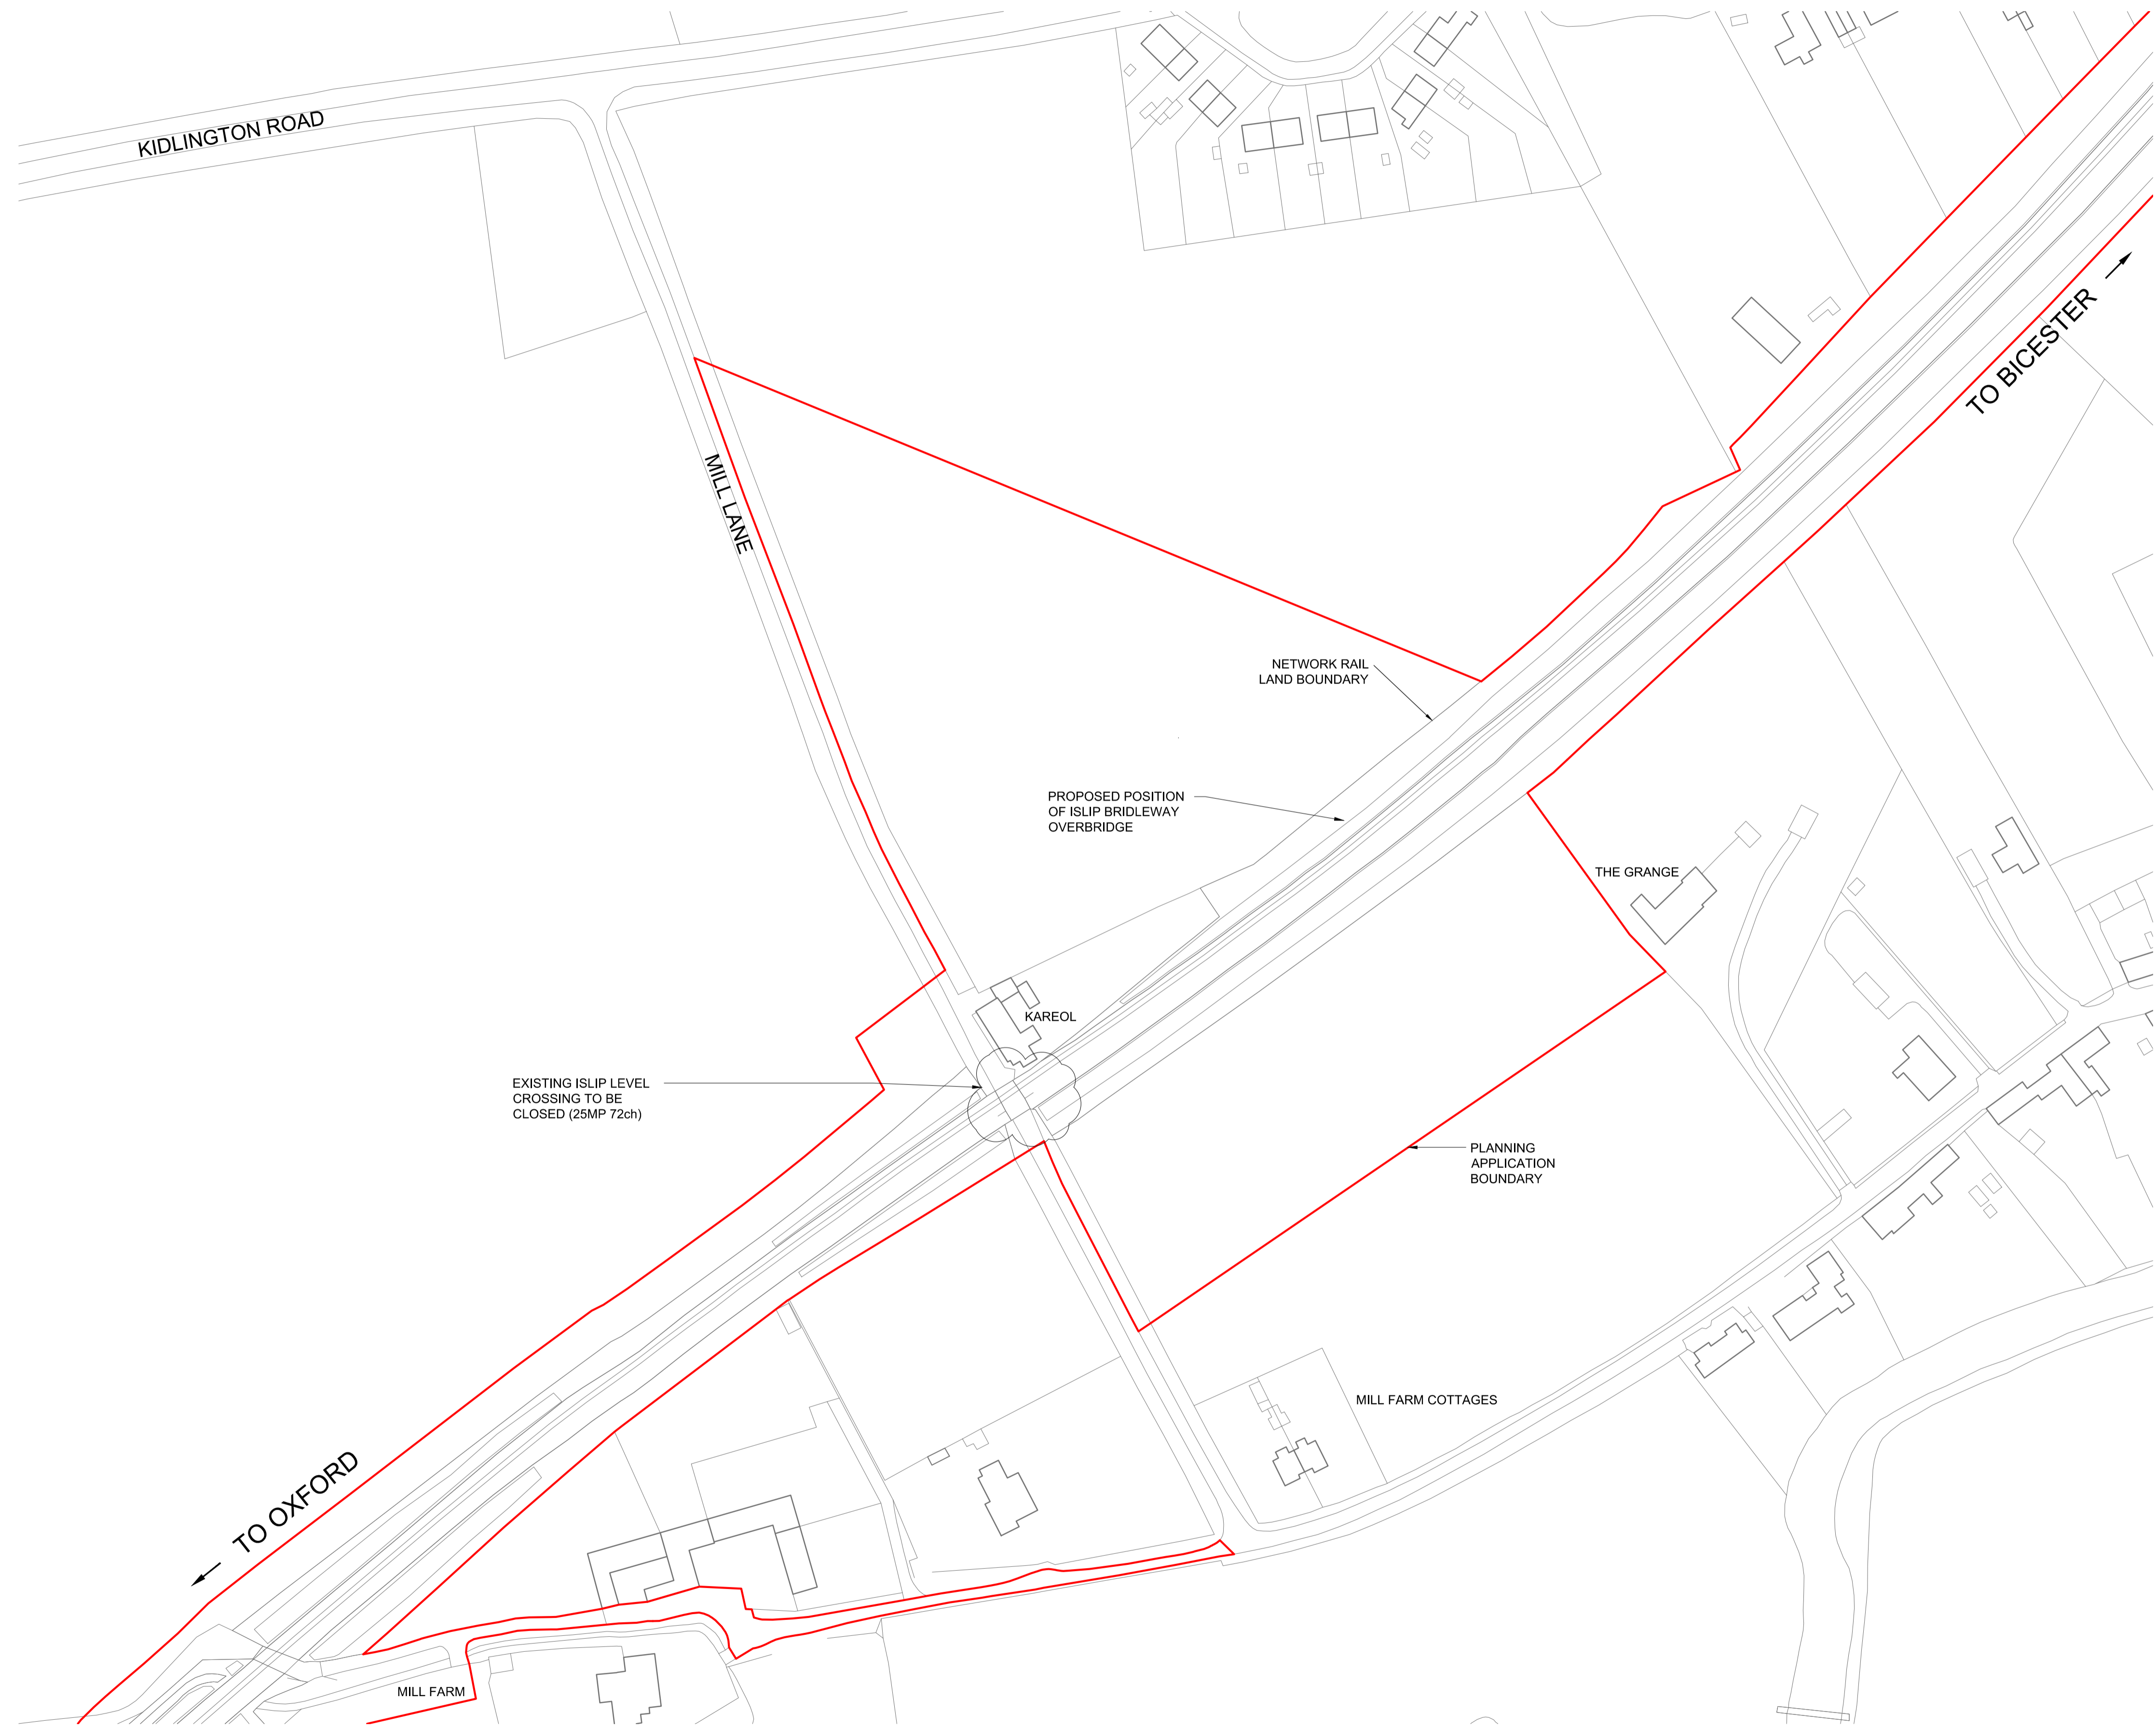 KIDLINGTON ROAD
TO BICESTER
MILL LANE
NETWORK RAIL
LAND BOUNDARY
PROPOSED POSITION
OF ISLIP BRIDLEWAY
OVERBRIDGE
THE GRANGE
KAREOL
EXISTING ISLIP LEVEL
CROSSING TO BE
CLOSED (25MP 72ch)
PLANNING
APPLICATION
BOUNDARY
MILL FARM COTTAGES
TO OXFORD
MILL FARM